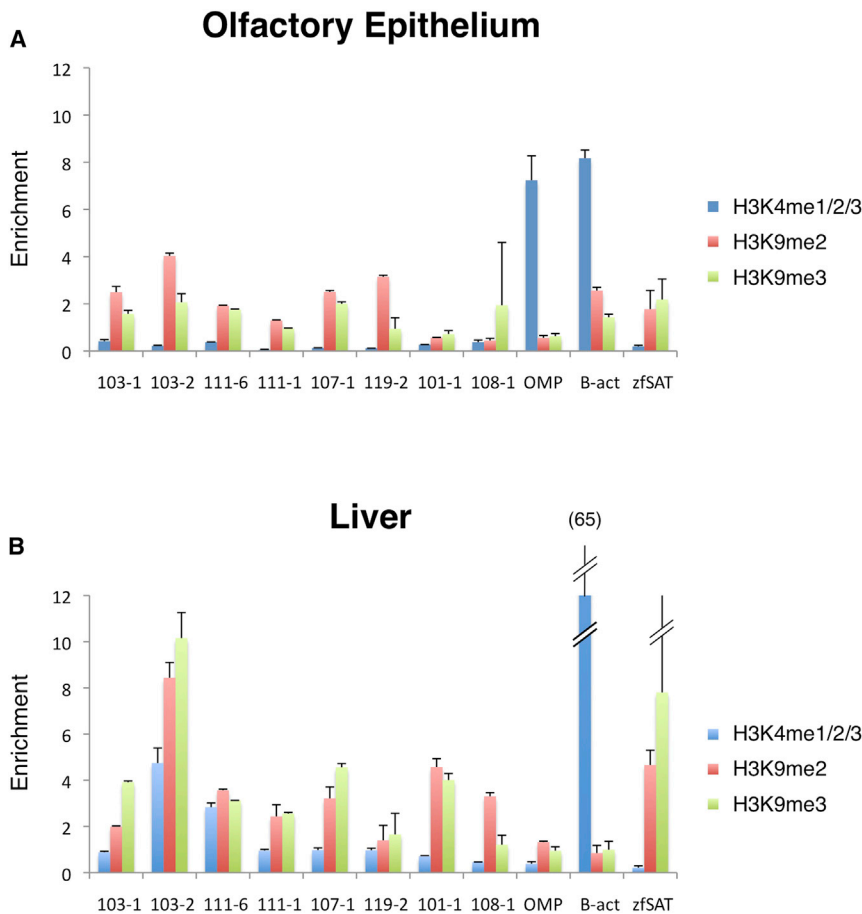 Olfactory Epithelium
A
12
10
8
6
4
2
0
Enrichment
H3K4me1/2/3
H3K9me2
H3K9me3
103-1 103-2 111-6 111-1 107-1 119-2 101-1 108-1 OMP B-act zfSAT
Liver
(65)
B
12
10
8
6
4
2
0
Enrichment
H3K4me1/2/3
H3K9me2
H3K9me3
103-1 103-2 111-6 111-1 107-1 119-2 101-1 108-1 OMP B-act zfSAT